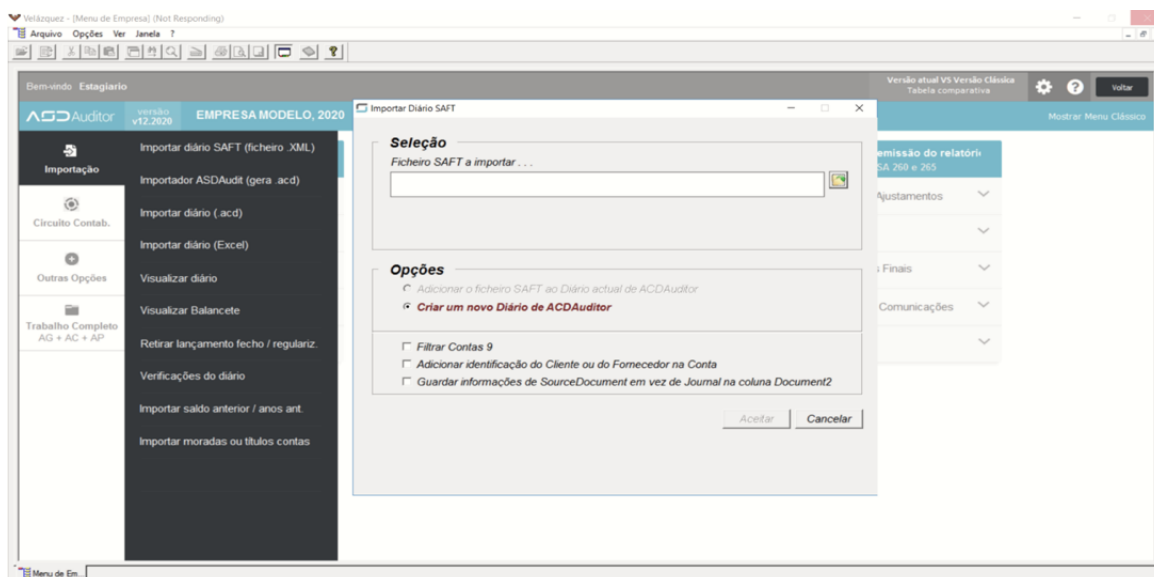 Velázquez - [Menu de Empresa] (Not Responding)
Arquivo Opções Ver Janela ?
Bem-vindo Estagiario
Versão atual VS Versão Clássica
Tabela comparativa
Voltar
ASD Auditor
versão
v12.2020
EMPRESA MODELO, 2020
Mostrar Menu Clássico
Importação
Circuito Contab.
Outras Opções
Trabalho Completo
AG + AC + AP
Importar diário SAFT (ficheiro .XML)
Importador ASDAudit (gera .acd)
Importar diário (.acd)
Importar diário (Excel)
Visualizar diário
Visualizar Balancete
Retirar lançamento fecho / regulariz.
Verificações do diário
Importar saldo anterior / anos ant.
Importar moradas ou títulos contas
Importar Diário SAFT
Seleção
Ficheiro SAFT a importar . . .
Opções
Adicionar o ficheiro SAFT ao Diário actual de ACDAuditor
Criar um novo Diário de ACDAuditor
Filtrar Contas 9
Adicionar identificação do Cliente ou do Fornecedor na Conta
Guardar informações de SourceDocument em vez de Journal na coluna Document2
Aceitar
Cancelar
emissão do relatóri
SA 260 e 265
Ajustamentos
s Finais
Comunicações
Menu de Em...